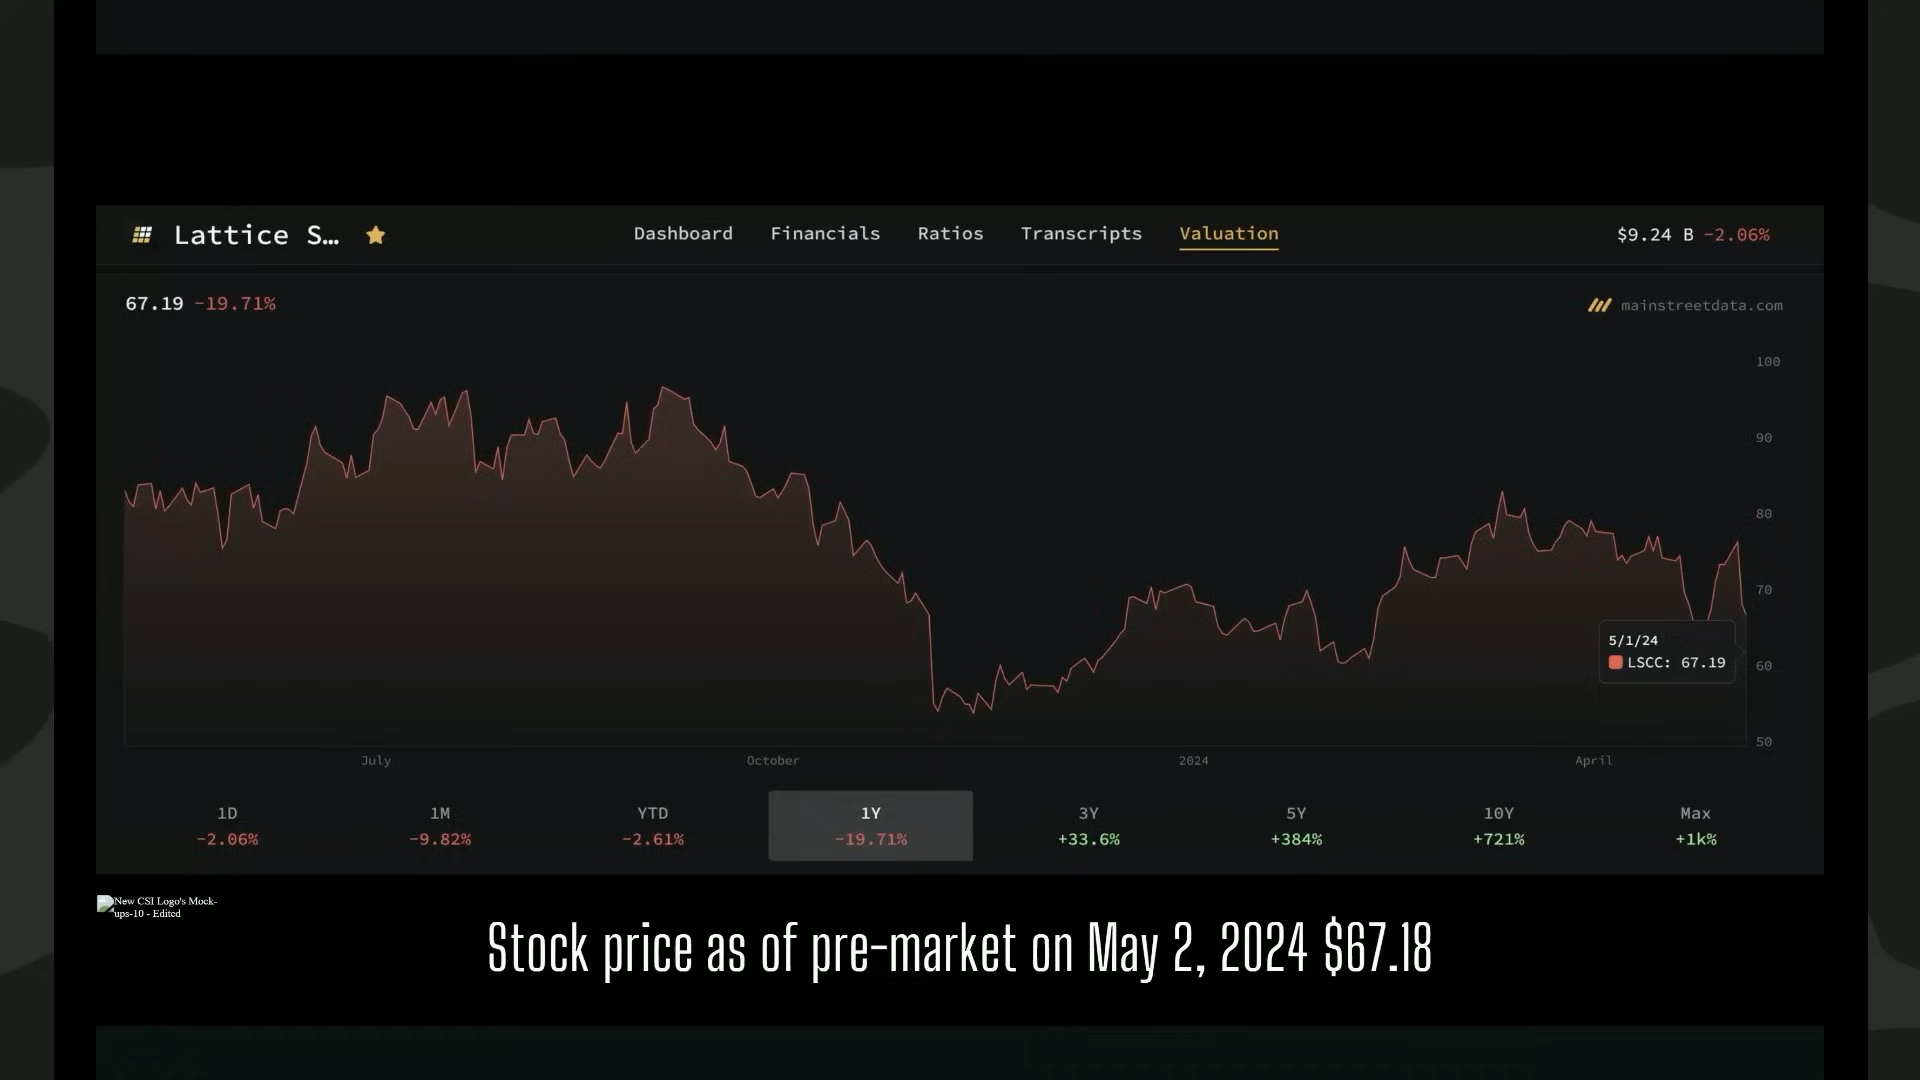 Lattice S…
Dashboard Financials Ratios Transcripts Valuation
$9.24 B -2.06%
67.19 -19.71%
mainstreetdata.com
100
90
80
70
60
50
5/1/24
LSCC: 67.19
July October 2024 April
1D 1M YTD 1Y 3Y 5Y 10Y Max
-2.06% -9.82% -2.61% -19.71% +33.6% +384% +721% +1k%
New CSI Logo's Mock-
ups-10 - Edited
Stock price as of pre-market on May 2, 2024 $67.18